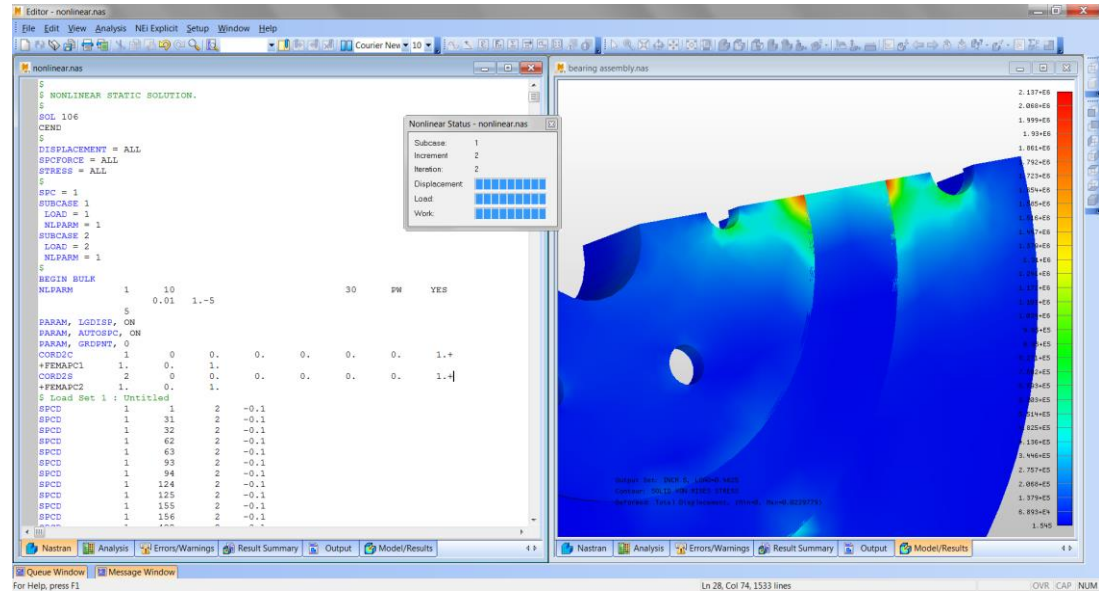 Editor - nonlinear.nas
File Edit View Analysis NEi Explicit Setup Window Help
Courier New 10
nonlinear.nas
$
$ NONLINEAR STATIC SOLUTION.
$
SOL 106
CEND
$
DISPLACEMENT = ALL
SPCFORCE = ALL
STRESS = ALL
$
SPC = 1
SUBCASE 1
LOAD = 1
NLPARM = 1
SUBCASE 2
LOAD = 2
NLPARM = 1
$
BEGIN BULK
NLPARM 1 10 30 PW YES
0.01 1.-5
5
PARAM, LGDISP, ON
PARAM, AUTOSPC, ON
PARAM, GRDPNT, 0
CORD2C 1 0 0. 0. 0. 0. 0. 1.+
+FEMAPC1 1. 0. 1.
CORD2S 2 0 0. 0. 0. 0. 0. 1.+
+FEMAPC2 1. 0. 1.
$ Load Set 1 : Untitled
SPCD 1 1 2 -0.1
SPCD 1 31 2 -0.1
SPCD 1 32 2 -0.1
SPCD 1 62 2 -0.1
SPCD 1 63 2 -0.1
SPCD 1 93 2 -0.1
SPCD 1 94 2 -0.1
SPCD 1 124 2 -0.1
SPCD 1 125 2 -0.1
SPCD 1 155 2 -0.1
SPCD 1 156 2 -0.1
Nastran Analysis Errors/Warnings Result Summary Output Model/Results
Nonlinear Status - nonlinear.nas
Subcase: 1
Increment 2
Iteration: 2
Displacement:
Load:
Work:
bearing assembly.nas
2.137+E6
2.068+E6
1.999+E6
1.93+E6
1.861+E6
4.825+E5
3.446+E5
2.757+E5
2.068+E5
1.379+E5
6.893+E4
1.545
Nastran Analysis Errors/Warnings Result Summary Output Model/Results
Queue Window Message Window
For Help, press F1
Ln 28, Col 74, 1533 lines
OVR CAP NUM